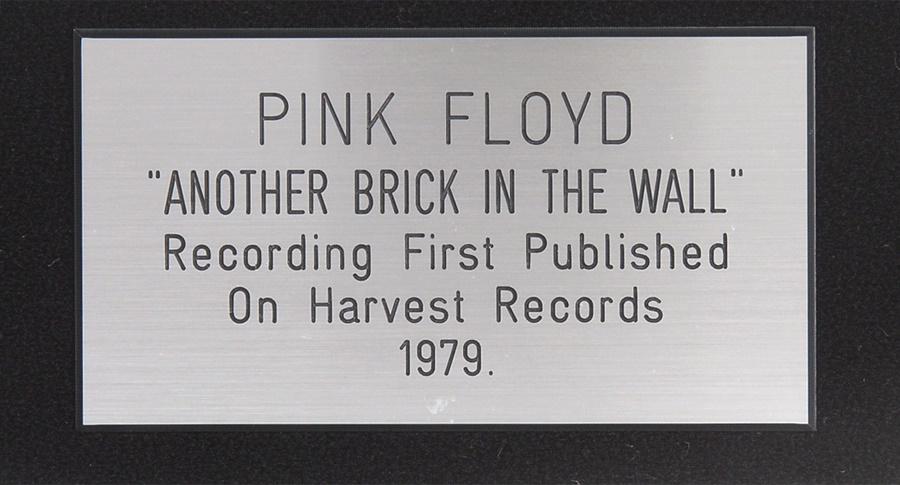 PINK FLOYD
"ANOTHER BRICK IN THE WALL"
Recording First Published
On Harvest Records
1979.